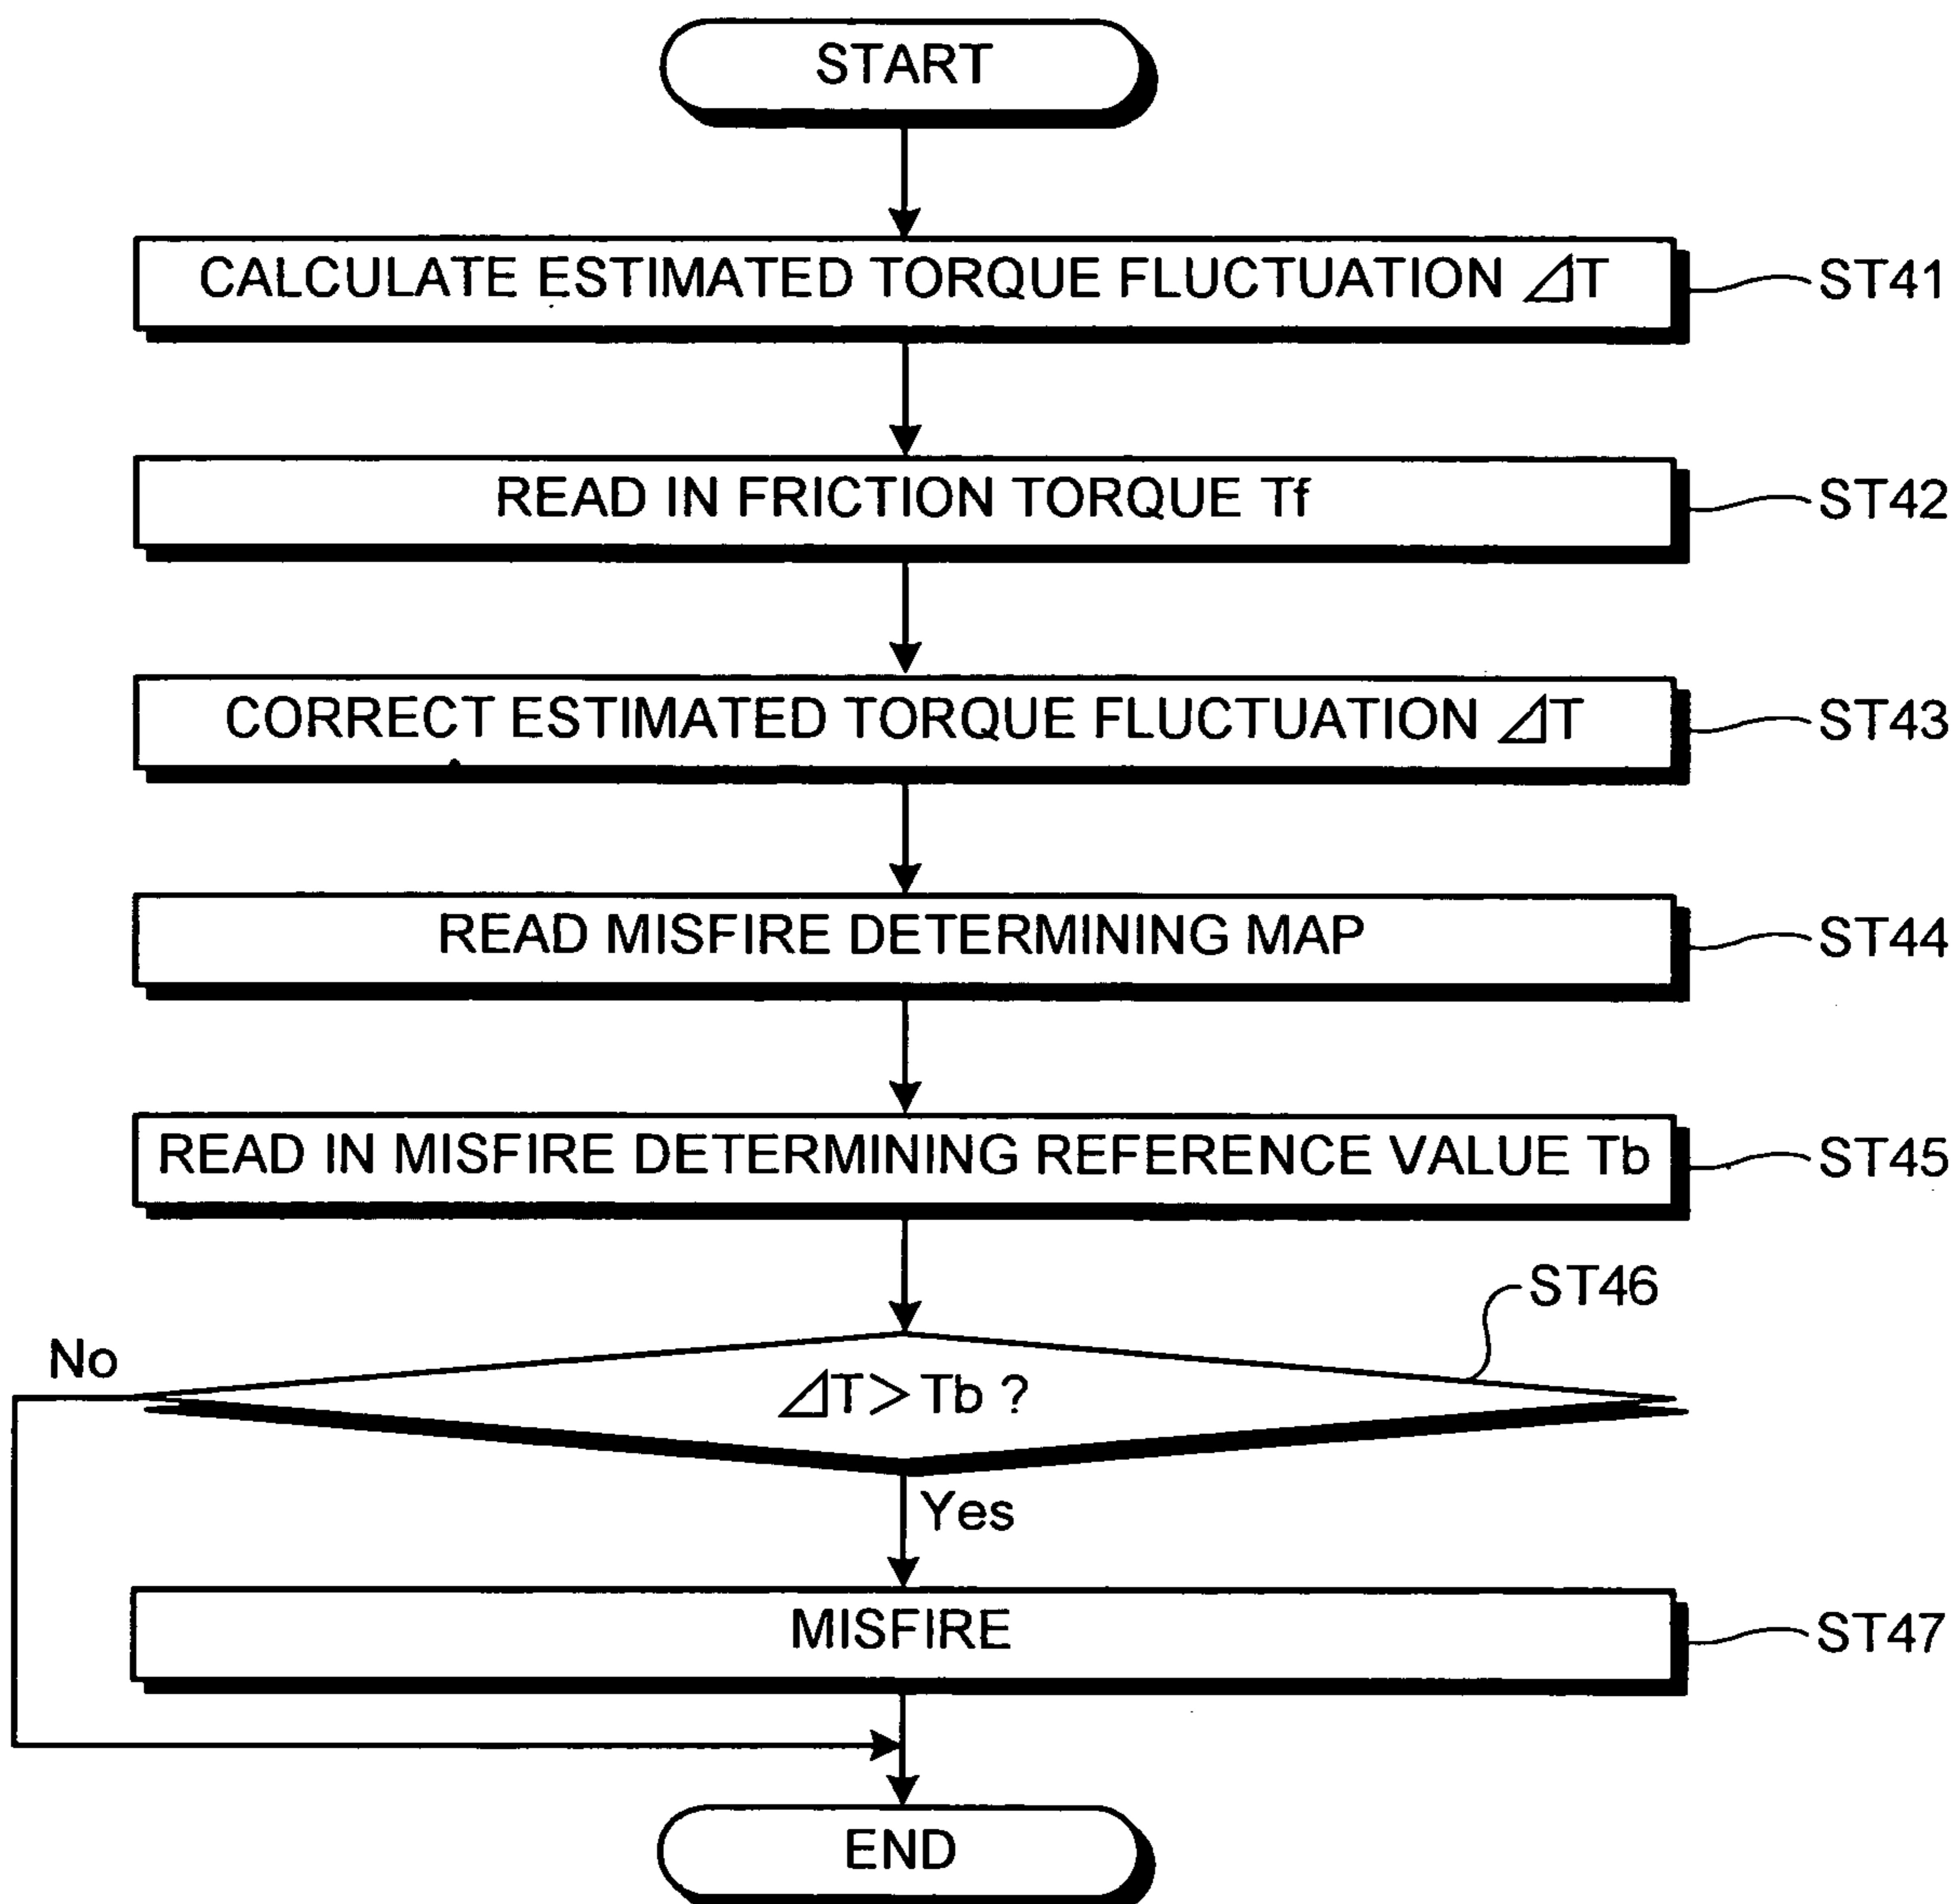 START
CALCULATE ESTIMATED TORQUE FLUCTUATION ⊿T
ST41
READ IN FRICTION TORQUE Tf
ST42
CORRECT ESTIMATED TORQUE FLUCTUATION ⊿T
ST43
READ MISFIRE DETERMINING MAP
ST44
READ IN MISFIRE DETERMINING REFERENCE VALUE Tb
ST45
ST46
No
⊿T> Tb ?
Yes
MISFIRE
ST47
END